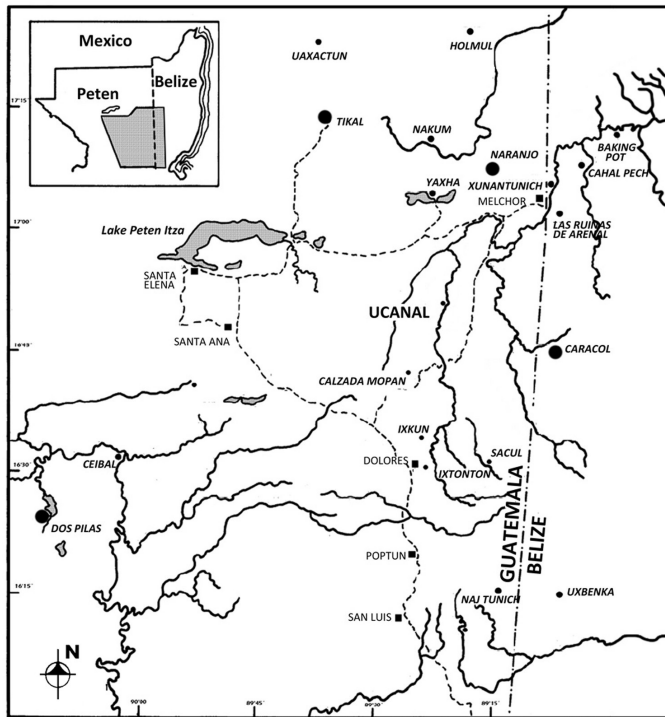 Mexico
Peten
Belize
UAXACTUN
HOLMUL
17°15'
TIKAL
NAKUM
NARANJO
BAKING
POT
CAHAL PECH
YAXHA
XUNANTUNICH
MELCHOR
LAS RUINAS
DE ARENAL
17°00'
Lake Peten Itza
SANTA
ELENA
UCANAL
SANTA ANA
16°45'
CARACOL
CALZADA MOPAN
IXKUN
DOLORES
SACUL
IXTONTON
CEIBAL
16°30'
DOS PILAS
GUATEMALA
BELIZE
POPTUN
16°15'
NAJ TUNICH
UXBENKA
SAN LUIS
N
90°00'
89°45'
89°30'
89°15'